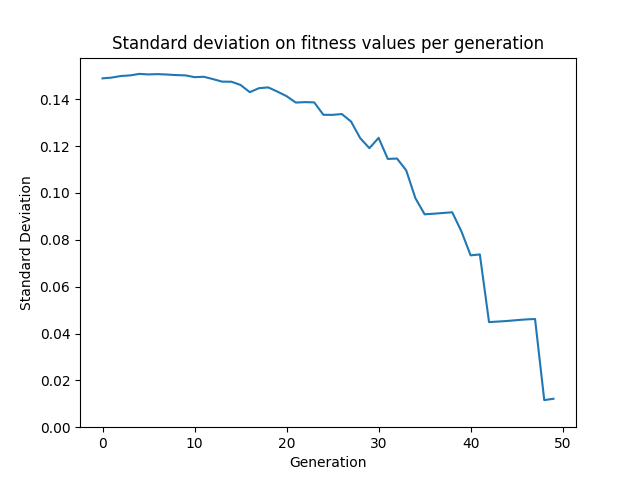 Standard deviation on fitness values per generation
Standard Deviation
0.14
0.12
0.10
0.08
0.06
0.04
0.02
0.00
0 10 20 30 40 50
Generation